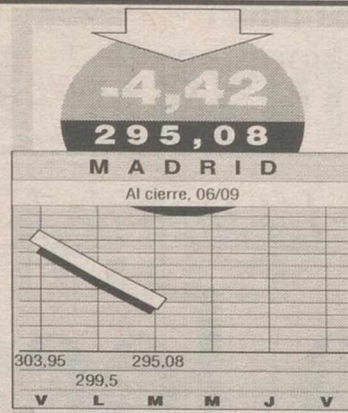 -4,42
295,08
MADRID
Al cierre, 06/09
303,95 295,08
299,5
V L M M J V